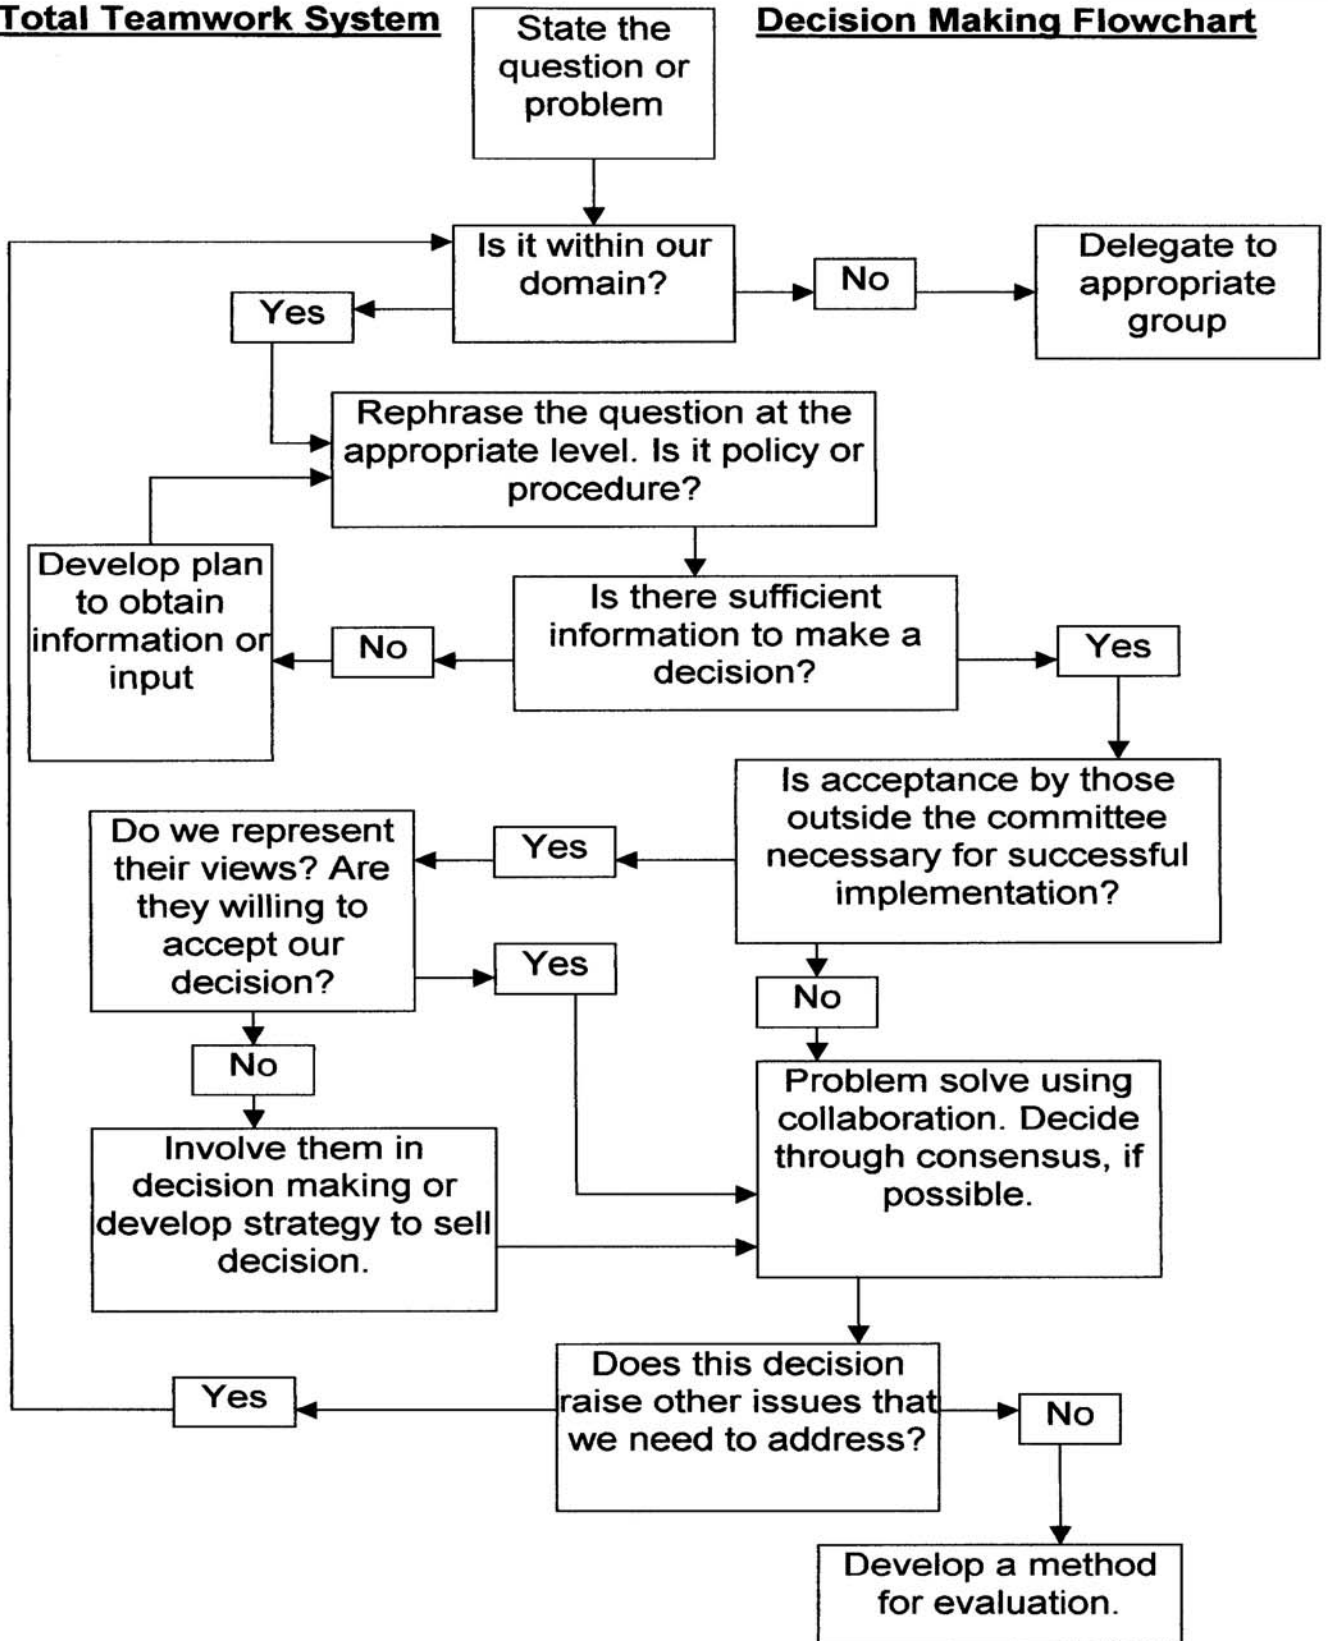 Total Teamwork System
Decision Making Flowchart
State the
question or
problem
Is it within our
domain?
No
Delegate to
appropriate
group
Yes
Rephrase the question at the
appropriate level. Is it policy or
procedure?
Develop plan
to obtain
information or
input
No
Is there sufficient
information to make a
decision?
Yes
Is acceptance by those
outside the committee
necessary for successful
implementation?
Yes
Do we represent
their views? Are
they willing to
accept our
decision?
Yes
No
No
Involve them in
decision making or
develop strategy to sell
decision.
Problem solve using
collaboration. Decide
through consensus, if
possible.
Does this decision
raise other issues that
we need to address?
Yes
No
Develop a method
for evaluation.